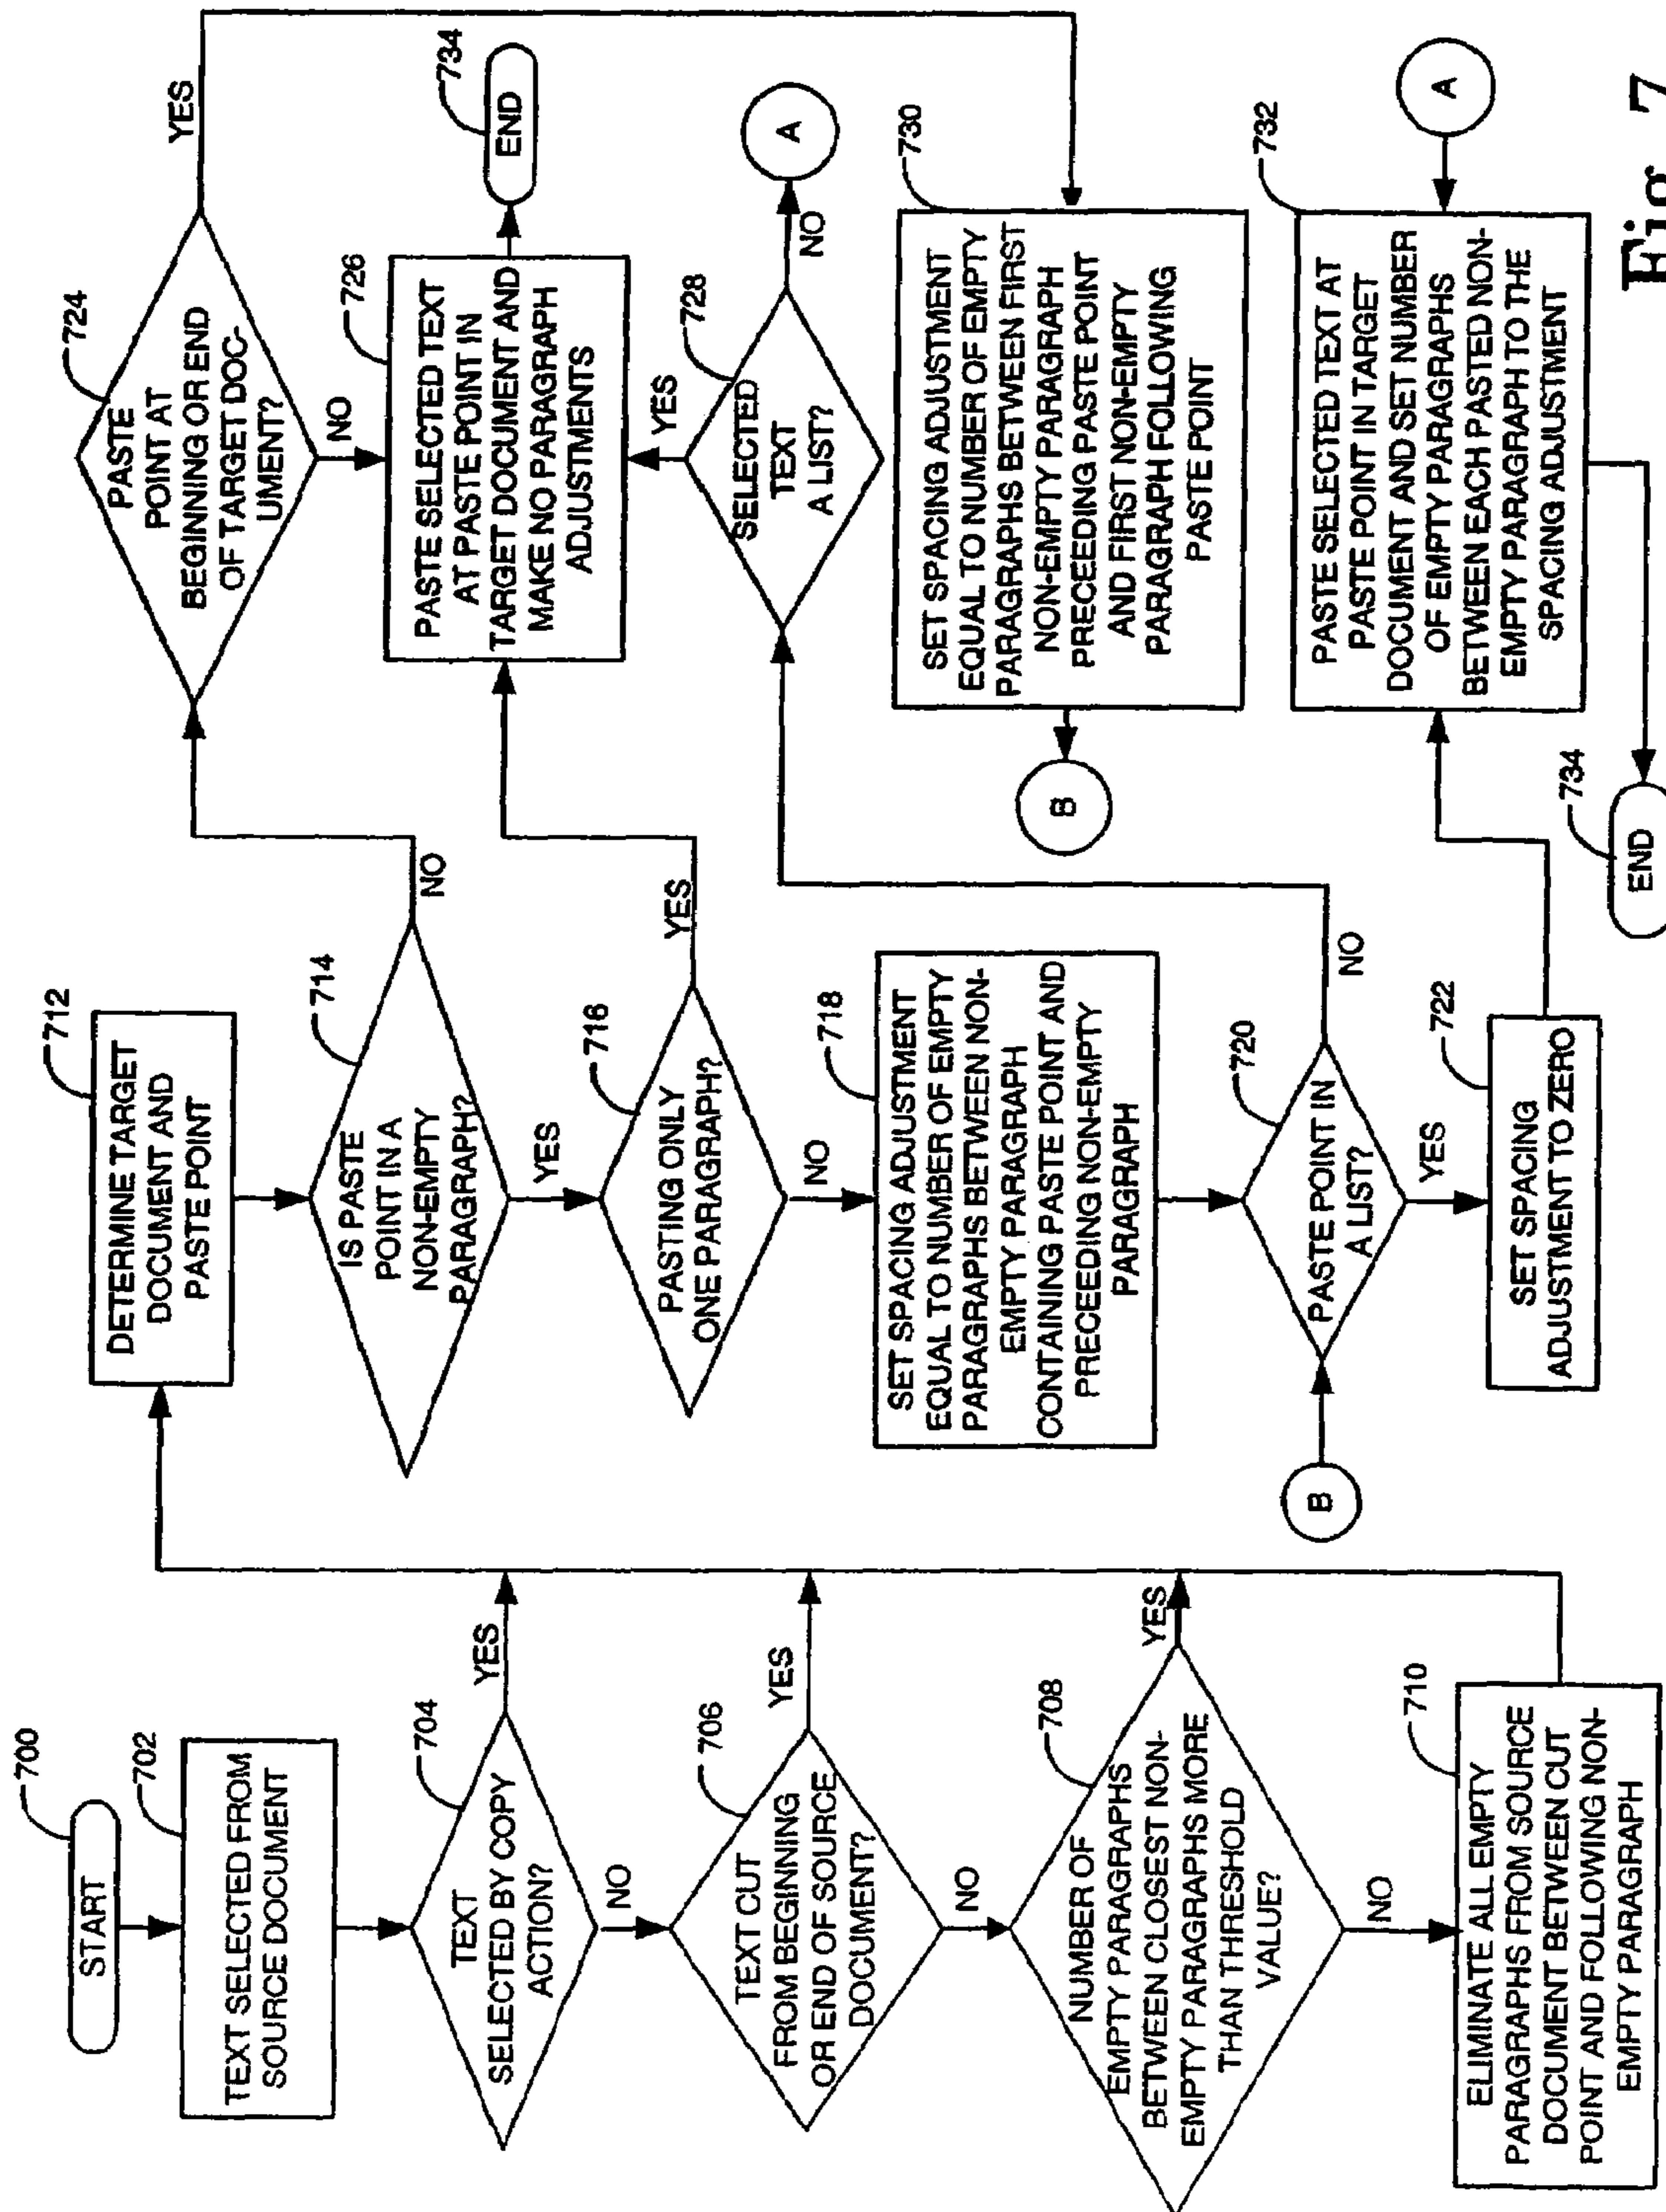 700
START
702
TEXT SELECTED FROM
SOURCE DOCUMENT
704
TEXT
SELECTED BY COPY
ACTION?
YES
NO
706
TEXT CUT
FROM BEGINNING
OR END OF SOURCE
DOCUMENT?
YES
NO
708
NUMBER OF
EMPTY PARAGRAPHS
BETWEEN CLOSEST NON-
EMPTY PARAGRAPHS MORE
THAN THRESHOLD
VALUE?
YES
NO
710
ELIMINATE ALL EMPTY
PARAGRAPHS FROM SOURCE
DOCUMENT BETWEEN CUT
POINT AND FOLLOWING NON-
EMPTY PARAGRAPH
712
DETERMINE TARGET
DOCUMENT AND
PASTE POINT
714
IS PASTE
POINT IN A
NON-EMPTY
PARAGRAPH?
NO
YES
716
PASTING ONLY
ONE PARAGRAPH?
YES
NO
718
SET SPACING ADJUSTMENT
EQUAL TO NUMBER OF EMPTY
PARAGRAPHS BETWEEN NON-
EMPTY PARAGRAPH
CONTAINING PASTE POINT AND
PRECEEDING NON-EMPTY
PARAGRAPH
B
720
PASTE POINT IN
A LIST?
NO
YES
722
SET SPACING
ADJUSTMENT TO ZERO
724
PASTE
POINT AT
BEGINNING OR END
OF TARGET DOC-
UMENT?
YES
NO
726
PASTE SELECTED TEXT
AT PASTE POINT IN
TARGET DOCUMENT AND
MAKE NO PARAGRAPH
ADJUSTMENTS
734
END
YES
728
SELECTED
TEXT
A LIST?
NO
A
730
SET SPACING ADJUSTMENT
EQUAL TO NUMBER OF EMPTY
PARAGRAPHS BETWEEN FIRST
NON-EMPTY PARAGRAPH
PRECEDING PASTE POINT
AND FIRST NON-EMPTY
PARAGRAPH FOLLOWING
PASTE POINT
B
732
PASTE SELECTED TEXT AT
PASTE POINT IN TARGET
DOCUMENT AND SET NUMBER
OF EMPTY PARAGRAPHS
BETWEEN EACH PASTED NON-
EMPTY PARAGRAPH TO THE
SPACING ADJUSTMENT
A
734
END
Fig. 7